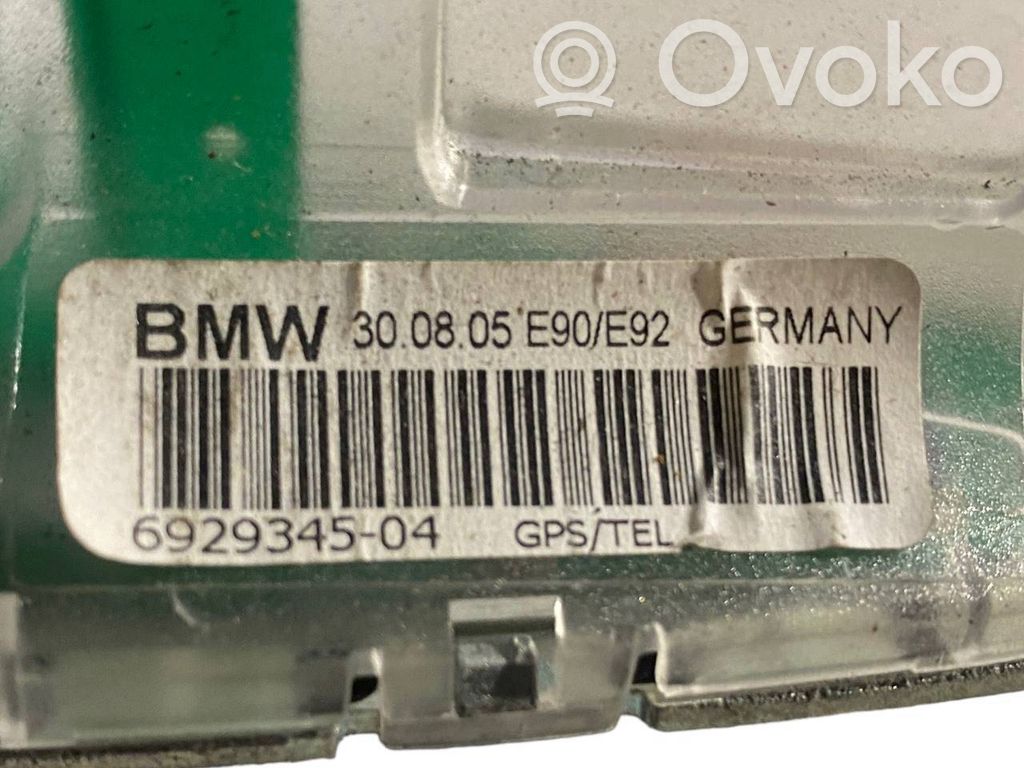 Ovoko
BMW 30.08.05 E90/E92 GERMANY
6929345-04 GPS/TEL